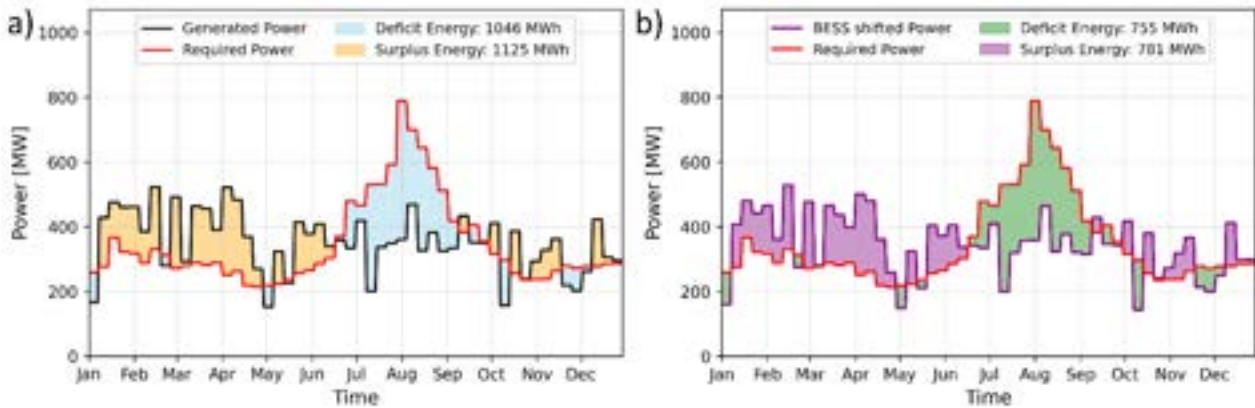 a)
Generated Power
Required Power
Deficit Energy: 1046 MWh
Surplus Energy: 1125 MWh
Power [MW]
1000
800
600
400
200
0
Jan Feb Mar Apr May Jun Jul Aug Sep Oct Nov Dec
Time
b)
BESS shifted Power
Required Power
Deficit Energy: 755 MWh
Surplus Energy: 781 MWh
Power [MW]
1000
800
600
400
200
0
Jan Feb Mar Apr May Jun Jul Aug Sep Oct Nov Dec
Time